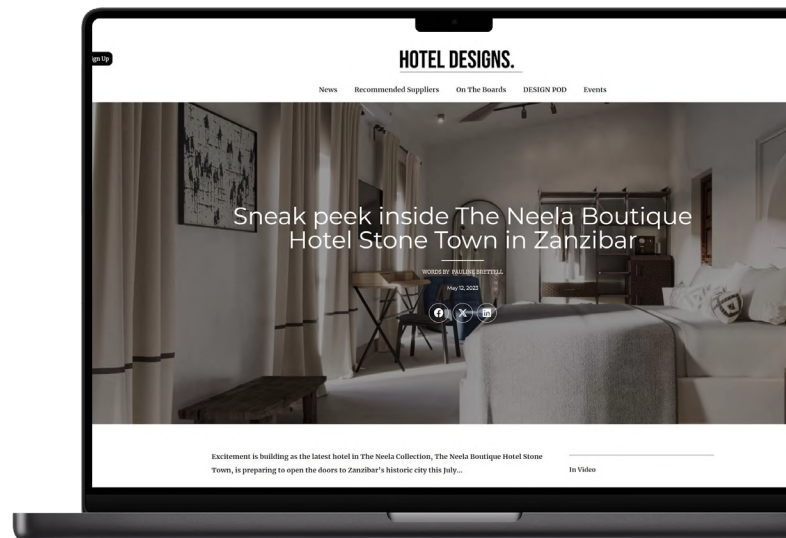 ign Up
HOTEL DESIGNS.
News Recommended Suppliers On The Boards DESIGN POD Events
Sneak peek inside The Neela Boutique
Hotel Stone Town in Zanzibar
WORDS BY PAULINE BRETTELL
May 12, 2023
Excitement is building as the latest hotel in The Neela Collection, The Neela Boutique Hotel Stone
Town, is preparing to open the doors to Zanzibar's historic city this July...
In Video